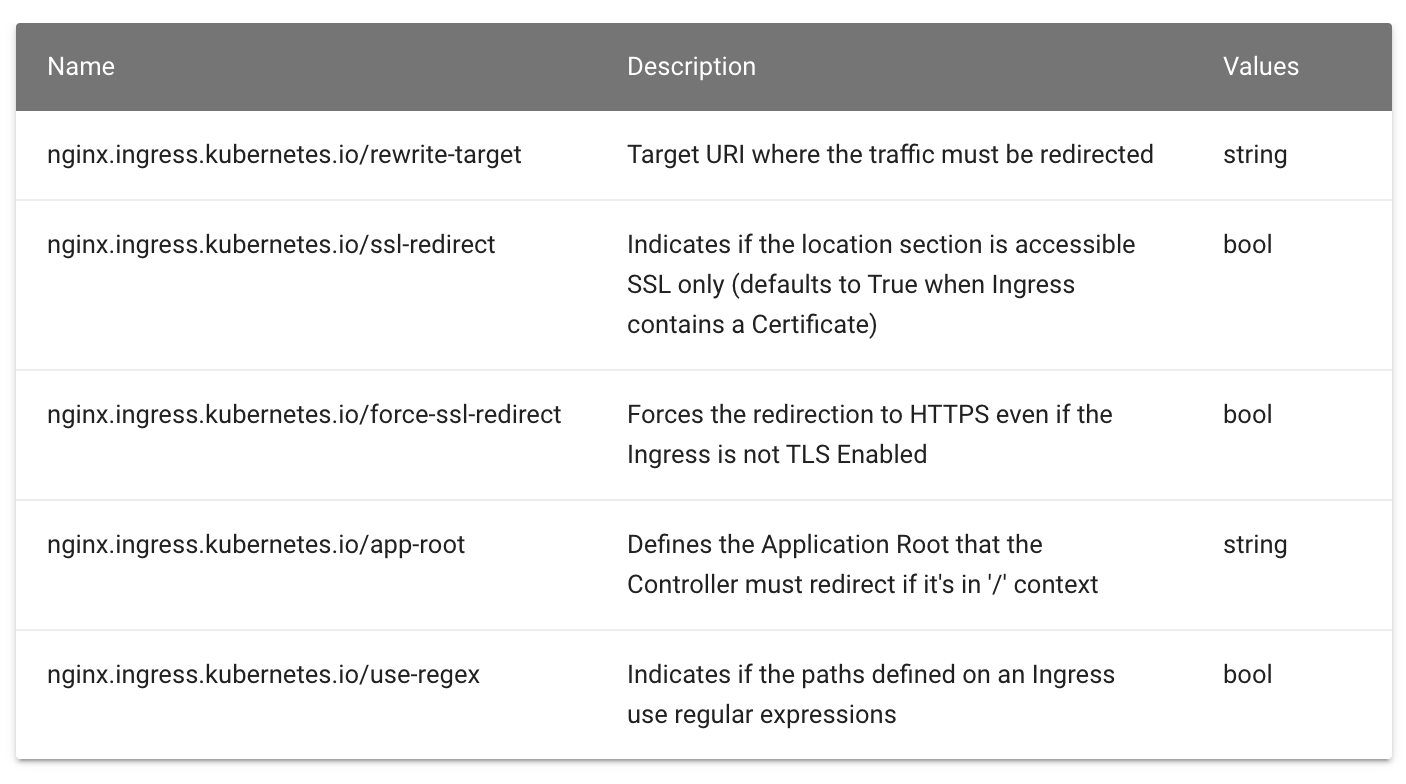 Name Description Values
nginx.ingress.kubernetes.io/rewrite-target Target URI where the traffic must be redirected string
nginx.ingress.kubernetes.io/ssl-redirect Indicates if the location section is accessible bool
SSL only (defaults to True when Ingress
contains a Certificate)
nginx.ingress.kubernetes.io/force-ssl-redirect Forces the redirection to HTTPS even if the bool
Ingress is not TLS Enabled
nginx.ingress.kubernetes.io/app-root Defines the Application Root that the string
Controller must redirect if it's in '/' context
nginx.ingress.kubernetes.io/use-regex Indicates if the paths defined on an Ingress bool
use regular expressions